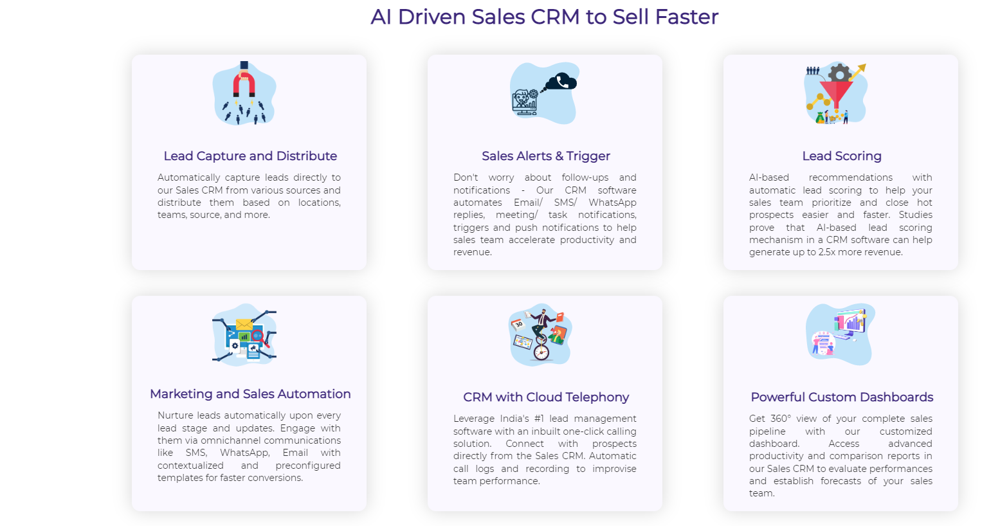 AI Driven Sales CRM to Sell Faster
Lead Capture and Distribute
Automatically capture leads directly to
our Sales CRM from various sources and
distribute them based on locations,
teams, source, and more.
Sales Alerts & Trigger
Don't worry about follow-ups and
notifications - Our CRM software
automates Email/ SMS/ WhatsApp
replies, meeting/ task notifications,
triggers and push notifications to help
sales team accelerate productivity and
revenue.
Lead Scoring
AI-based recommendations with
automatic lead scoring to help your
sales team prioritize and close hot
prospects easier and faster. Studies
prove that AI-based lead scoring
mechanism in a CRM software can help
generate up to 2.5x more revenue.
Marketing and Sales Automation
Nurture leads automatically upon every
lead stage and updates. Engage with
them via omnichannel communications
like SMS, WhatsApp, Email with
contextualized and preconfigured
templates for faster conversions.
30
CRM with Cloud Telephony
Leverage India's #1 lead management
software with an inbuilt one-click calling
solution. Connect with prospects
directly from the Sales CRM. Automatic
call logs and recording to improvise
team performance.
Powerful Custom Dashboards
Get 360° view of your complete sales
pipeline with our customized
dashboard. Access advanced
productivity and comparison reports in
our Sales CRM to evaluate performances
and establish forecasts of your sales
team.